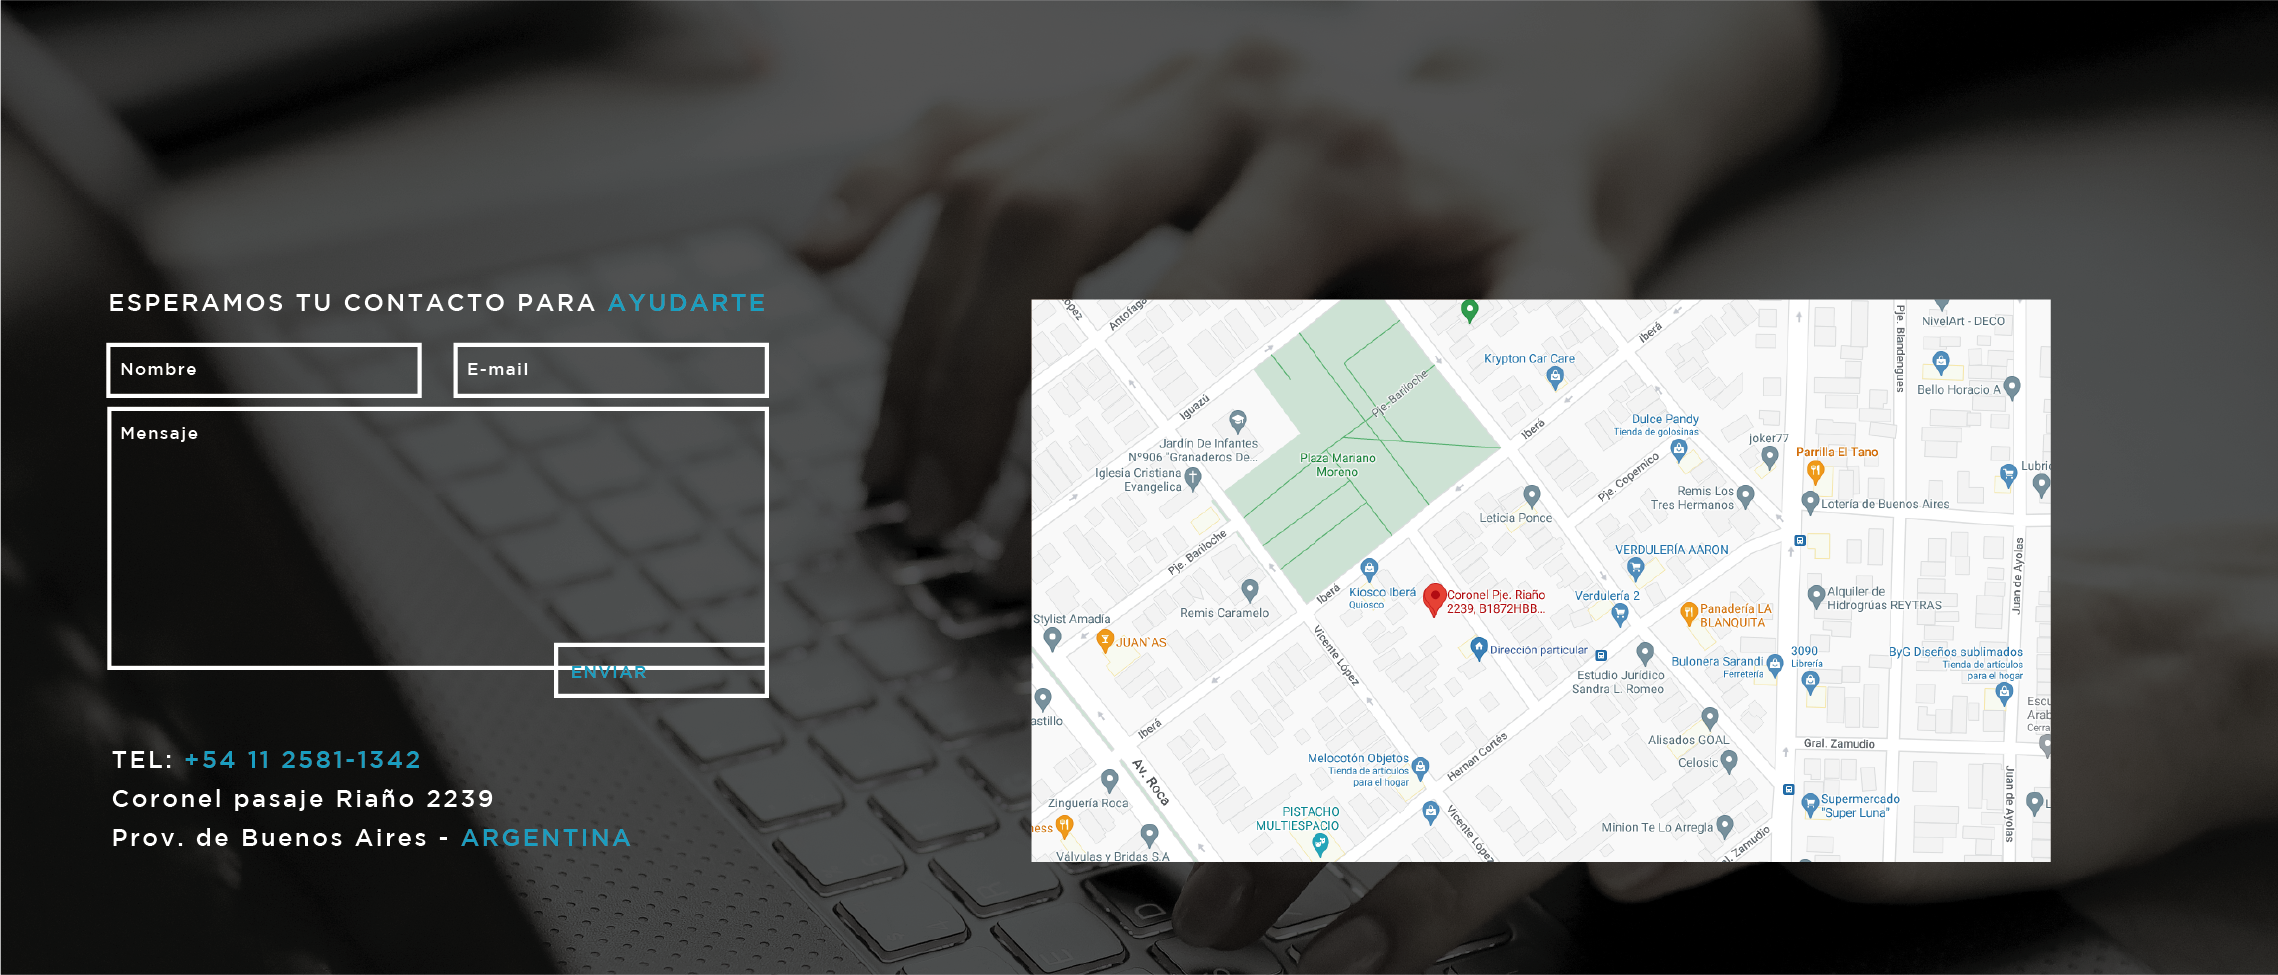 ESPERAMOS TU CONTACTO PARA AYUDARTE
Nombre
E-mail
Mensaje
ENVIAR
TEL: +54 11 2581-1342
Coronel pasaje Riaño 2239
Prov. de Buenos Aires - ARGENTINA
Iberá
Pje. Blandengues
NivelArt - DECO
Krypton Car Care
Bello Horacio A
Pje. Bariloche
Iguazú
Iberá
Dulce Pandy
Tienda de golosinas
joker77
Jardín De Infantes
Nº906 "Granaderos De...
Plaza Mariano
Moreno
Parrilla El Tano
Iglesia Cristiana
Evangelica
Pje. Copernico
Remis Los
Tres Hermanos
Lotería de Buenos Aires
Leticia Ponce
Pje. Bariloche
VERDULERÍA AARON
Juan de Ayolas
Kiosco Iberá
Quiosco
Iberá
Coronel Pje. Riaño
2239, B1872HBB...
Verdulería 2
Panadería LA
BLANQUITA
Alquiler de
Hidrogrúas REYTRAS
Remis Caramelo
Stylist Amadía
JUAN´AS
Vicente López
Dirección particular
Bulonera Sarandi
Ferretería
3090
Librería
ByG Diseños sublimados
Tienda de artículos
para el hogar
Estudio Jurídico
Sandra L. Romeo
Iberá
Alisados GOAL
Gral. Zamudio
Hernan Cortés
Celosic
Melocotón Objetos
Tienda de artículos
para el hogar
Av. Roca
Zinguería Roca
Juan de Ayolas
Supermercado
"Super Luna"
PISTACHO
MULTIESPACIO
Vicente López
Minion Te Lo Arregla
Zamudio
Válvulas y Bridas S.A